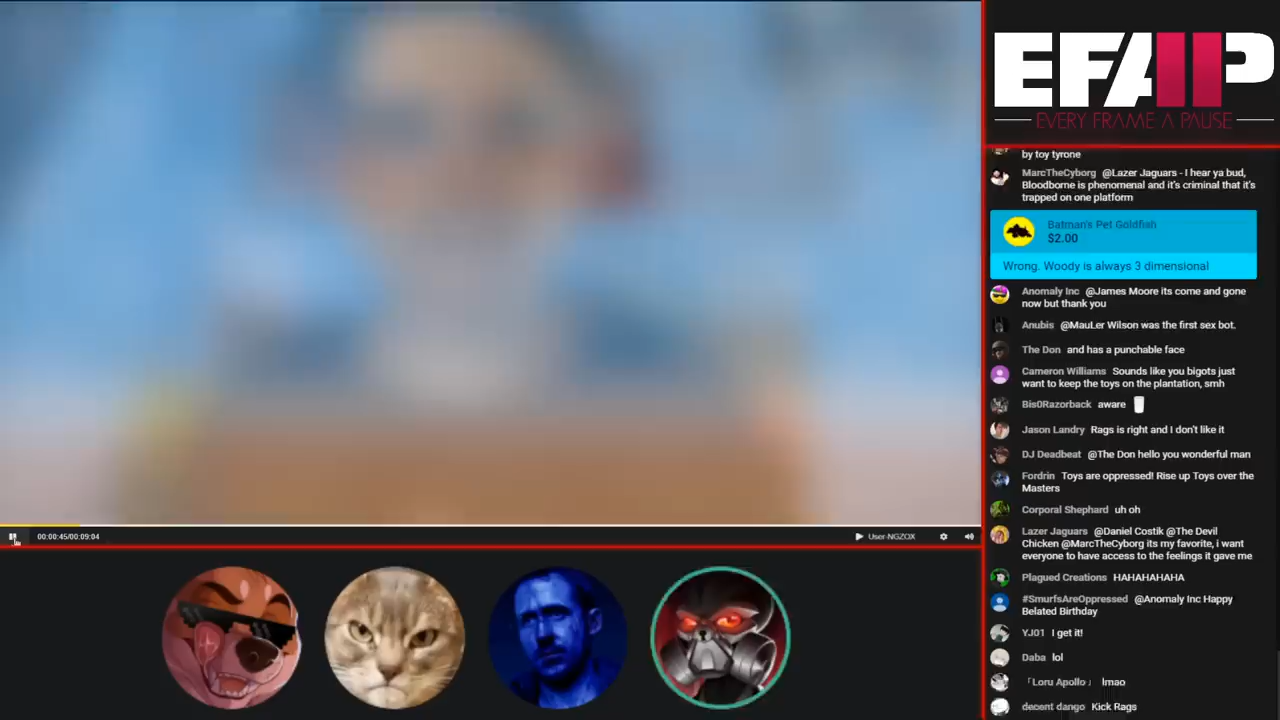 EFAP
EVERY FRAME A PAUSE
by toy tyrone
MarcTheCyborg @Lazer Jaguars - I hear ya bud,
Bloodborne is phenomenal and it's criminal that it's
trapped on one platform
Batman's Pet Goldfish
$2.00
Wrong. Woody is always 3 dimensional
Anomaly Inc @James Moore its come and gone
now but thank you
Anubis @MauLer Wilson was the first sex bot.
The Don and has a punchable face
Cameron Williams Sounds like you bigots just
want to keep the toys on the plantation, smh
Bis0Razorback aware
Jason Landry Rags is right and I don't like it
DJ Deadbeat @The Don hello you wonderful man
Fordrin Toys are oppressed! Rise up Toys over the
Masters
Corporal Shephard uh oh
Lazer Jaguars @Daniel Costik @The Devil
Chicken @MarcTheCyborg its my favorite, i want
everyone to have access to the feelings it gave me
Plagued Creations HAHAHAHAHA
#SmurfsAreOppressed @Anomaly Inc Happy
Belated Birthday
YJ01 I get it!
Daba lol
「Loru Apollo」 lmao
decent dango Kick Rags
00:00:45/00:09:04
User-NGZOX